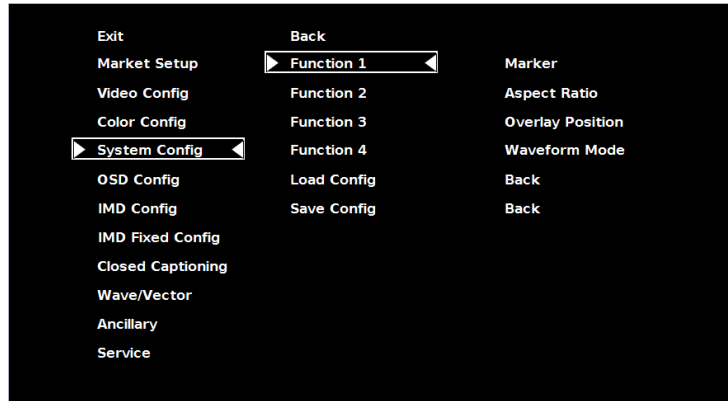 Exit Back
Market Setup Function 1 Marker
Video Config Function 2 Aspect Ratio
Color Config Function 3 Overlay Position
System Config Function 4 Waveform Mode
OSD Config Load Config Back
IMD Config Save Config Back
IMD Fixed Config
Closed Captioning
Wave/Vector
Ancillary
Service